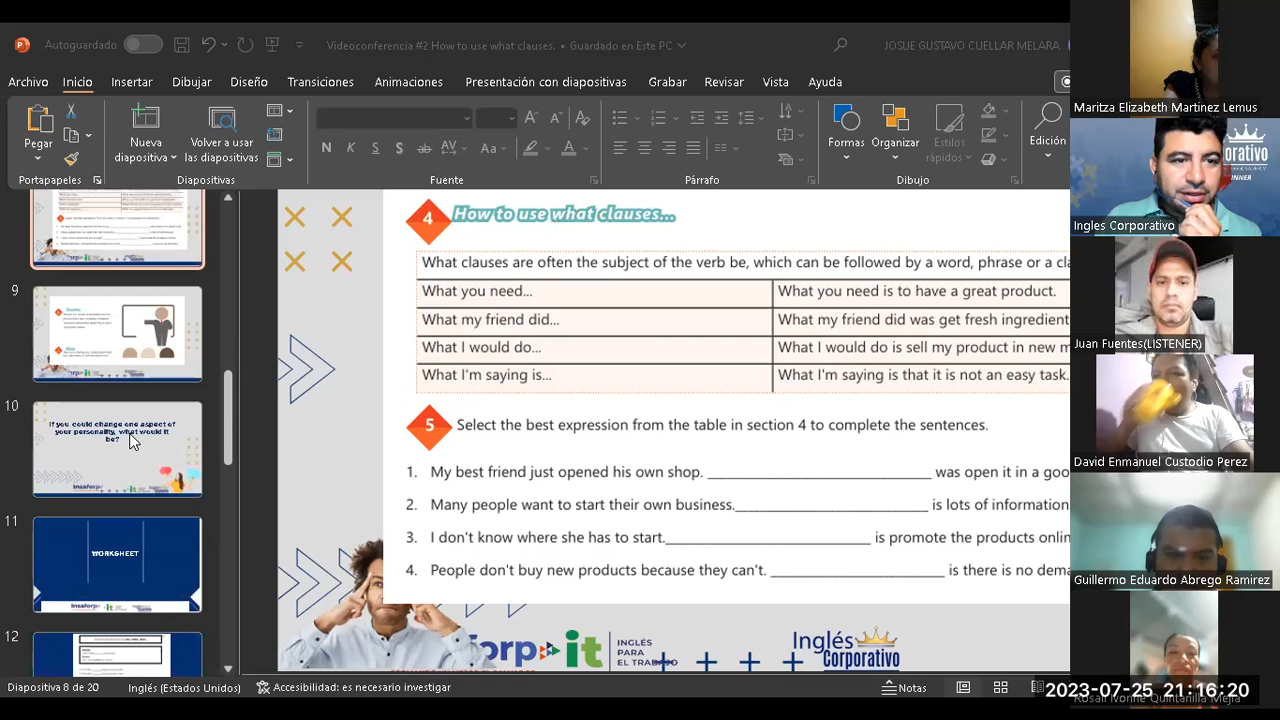 Autoguardado
Videoconferencia #2 How to use what clauses. • Guardado en Este PC
JOSUE GUSTAVO CUELLAR MELARA
Archivo Inicio Insertar Dibujar Diseño Transiciones Animaciones Presentación con diapositivas Grabar Revisar Vista Ayuda
Pegar
Nueva diapositiva
Volver a usar las diapositivas
N K S S ab AV Aa A
Formas
Organizar
Estilos rápidos
Edición
Portapapeles
Diapositivas
Fuente
Párrafo
Dibujo
9
10
If you could change one aspect of
your personality, what would it
be?
11
WORKSHEET
12
4 How to use what clauses...
What clauses are often the subject of the verb be, which can be followed by a word, phrase or a cla
What you need... What you need is to have a great product.
What my friend did... What my friend did was get fresh ingredient
What I would do... What I would do is sell my product in new m
What I'm saying is... What I'm saying is that it is not an easy task.
5 Select the best expression from the table in section 4 to complete the sentences.
1. My best friend just opened his own shop. ____________ was open it in a goo
2. Many people want to start their own business.____________ is lots of information
3. I don't know where she has to start.____________ is promote the products onlin
4. People don't buy new products because they can't. ____________ is there is no dema
it INGLÉS
PARA
EL TRABAJO
Inglés
Corporativo
Diapositiva 8 de 20
Inglés (Estados Unidos)
Accesibilidad: es necesario investigar
Notas
Maritza Elizabeth Martinez Lemus
orativo
Ingles Corporativo
Juan Fuentes(LISTENER)
David Enmanuel Custodio Perez
Guillermo Eduardo Abrego Ramirez
Rosali Ivonne Quintanilla Mejia
2023-07-25 21:16:20